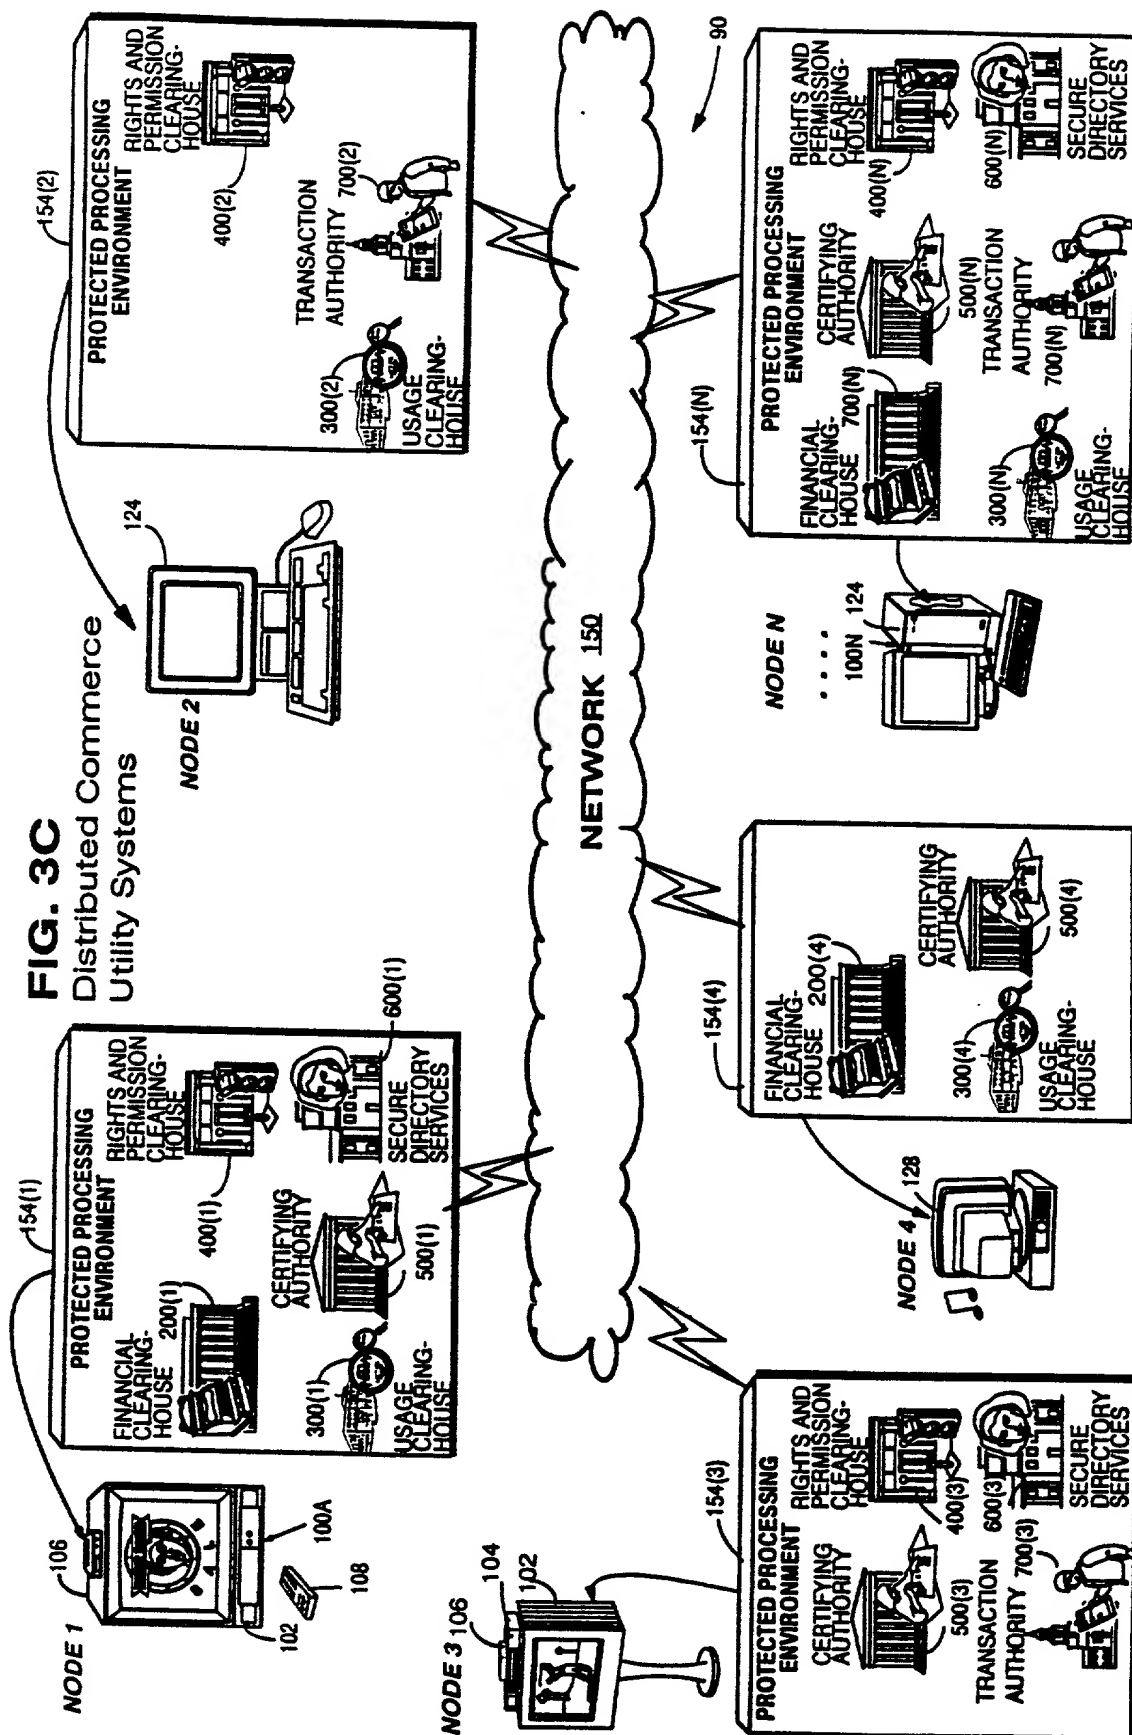 FIG. 3C
Distributed Commerce
Utility Systems
NODE 1
106
102
100A
108
154(1)
PROTECTED PROCESSING
ENVIRONMENT
FINANCIAL
CLEARING-
HOUSE
200(1)
RIGHTS AND
PERMISSION
CLEARING-
HOUSE
400(1)
300(1)
USAGE
CLEARING-
HOUSE
CERTIFYING
AUTHORITY
500(1)
SECURE
DIRECTORY
SERVICES
600(1)
NODE 2
124
154(2)
PROTECTED PROCESSING
ENVIRONMENT
RIGHTS AND
PERMISSION
CLEARING-
HOUSE
400(2)
TRANSACTION
AUTHORITY
700(2)
300(2)
USAGE
CLEARING-
HOUSE
NETWORK 150
90
NODE 3
106
104
102
154(3)
PROTECTED PROCESSING
ENVIRONMENT
CERTIFYING
AUTHORITY
500(3)
RIGHTS AND
PERMISSION
CLEARING-
HOUSE
400(3)
TRANSACTION
AUTHORITY
700(3)
600(3)
SECURE
DIRECTORY
SERVICES
NODE 4
128
154(4)
FINANCIAL
CLEARING-
HOUSE
200(4)
300(4)
USAGE
CLEARING-
HOUSE
CERTIFYING
AUTHORITY
500(4)
NODE N
. . . .
100N
124
154(N)
PROTECTED PROCESSING
ENVIRONMENT
FINANCIAL
CLEARING-
HOUSE
700(N)
CERTIFYING
AUTHORITY
500(N)
RIGHTS AND
PERMISSION
CLEARING-
HOUSE
400(N)
300(N)
USAGE
CLEARING-
HOUSE
TRANSACTION
AUTHORITY
700(N)
600(N)
SECURE
DIRECTORY
SERVICES